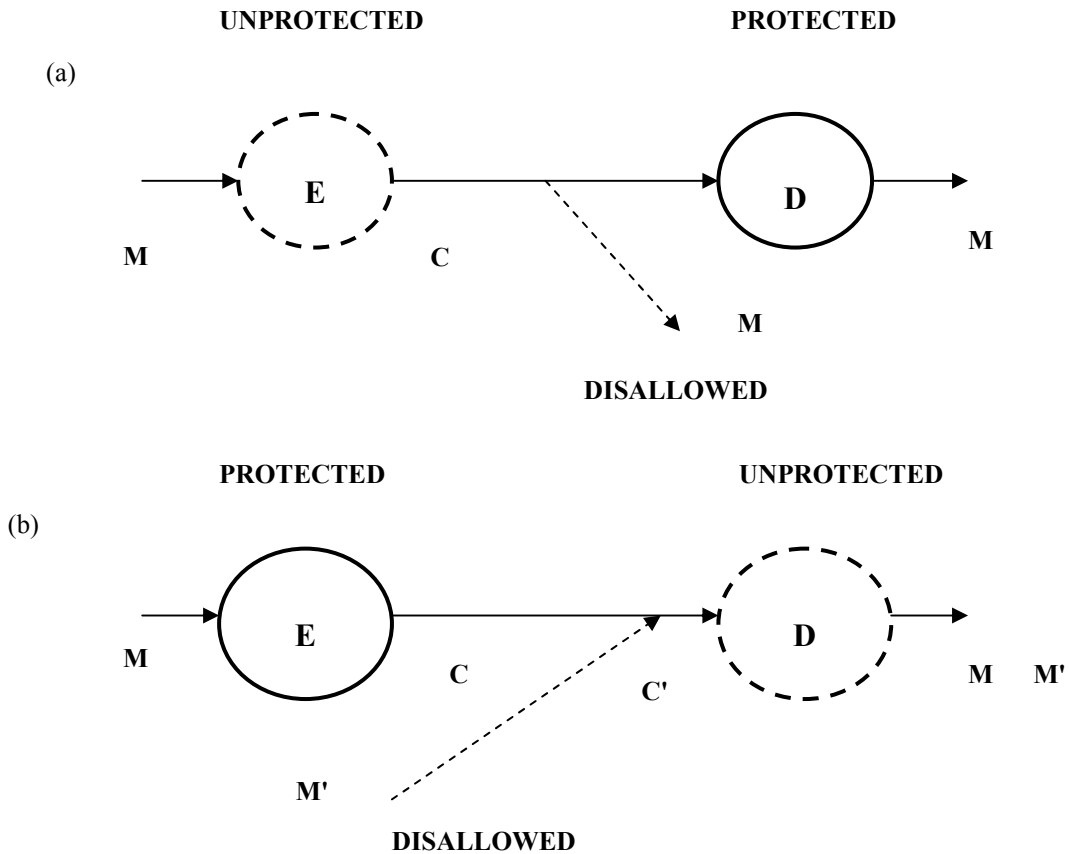 UNPROTECTED PROTECTED
(a)
E D
M C M
M
DISALLOWED
PROTECTED UNPROTECTED
(b)
E D
M C C' M M'
M'
DISALLOWED